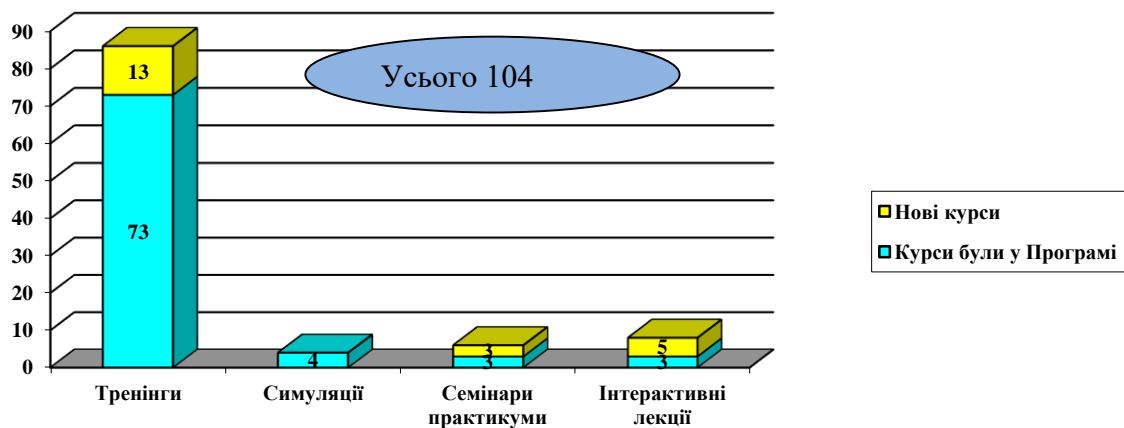 90
80
70
60
50
40
30
20
10
0
13
73
4
3
3
5
3
Усього 104
Тренінги
Симуляції
Семінари
практикуми
Інтерактивні
лекції
Нові курси
Курси були у Програмі